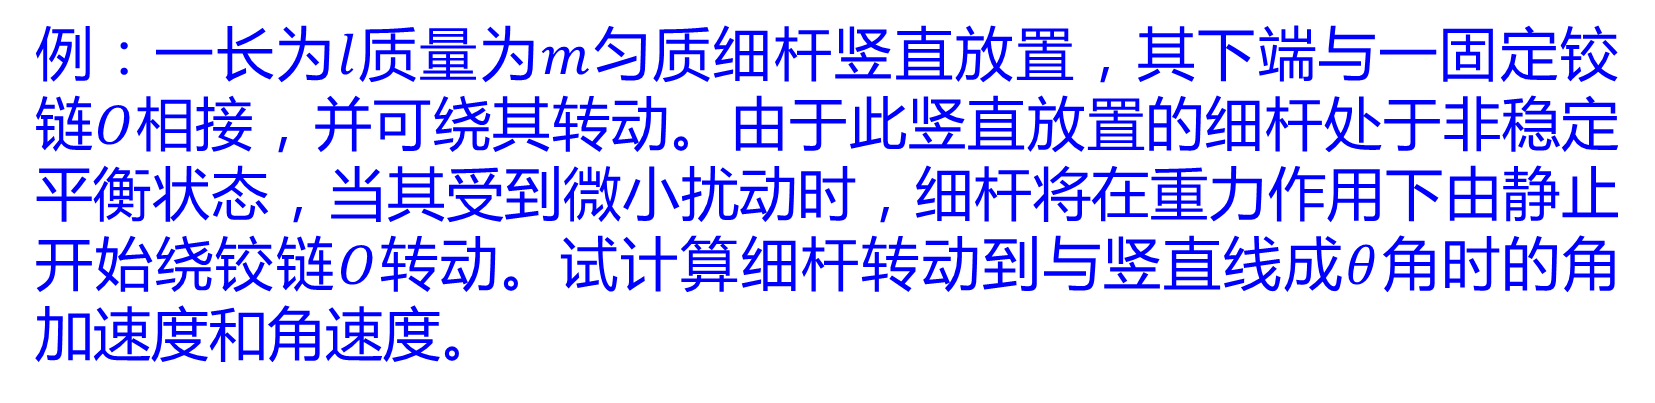 例：一长为l质量为m匀质细杆竖直放置，其下端与一固定铰
链O相接，并可绕其转动。由于此竖直放置的细杆处于非稳定
平衡状态，当其受到微小扰动时，细杆将在重力作用下由静止
开始绕铰链O转动。试计算细杆转动到与竖直线成θ角时的角
加速度和角速度。